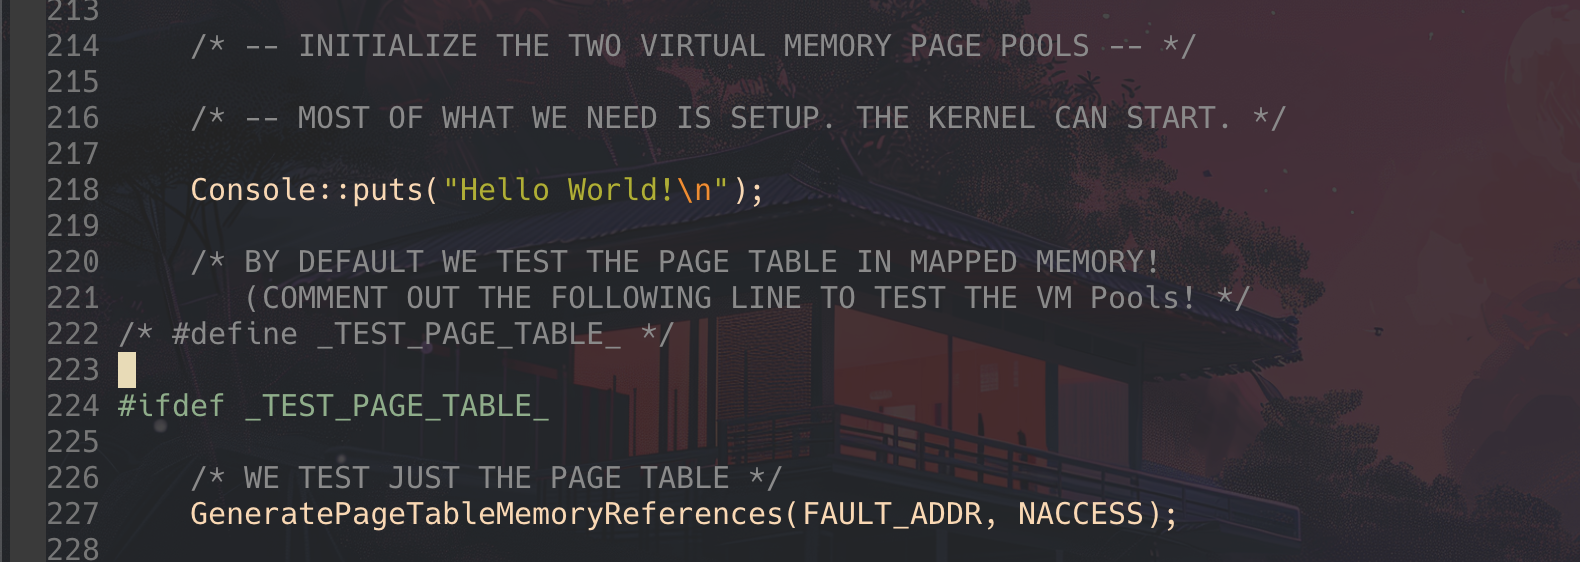 213
214     /* -- INITIALIZE THE TWO VIRTUAL MEMORY PAGE POOLS -- */
215
216     /* -- MOST OF WHAT WE NEED IS SETUP. THE KERNEL CAN START. */
217
218     Console::puts("Hello World!\n");
219
220     /* BY DEFAULT WE TEST THE PAGE TABLE IN MAPPED MEMORY!
221        (COMMENT OUT THE FOLLOWING LINE TO TEST THE VM Pools! */
222 /* #define _TEST_PAGE_TABLE_ */
223
224 #ifdef _TEST_PAGE_TABLE_
225
226     /* WE TEST JUST THE PAGE TABLE */
227     GeneratePageTableMemoryReferences(FAULT_ADDR, NACCESS);
228